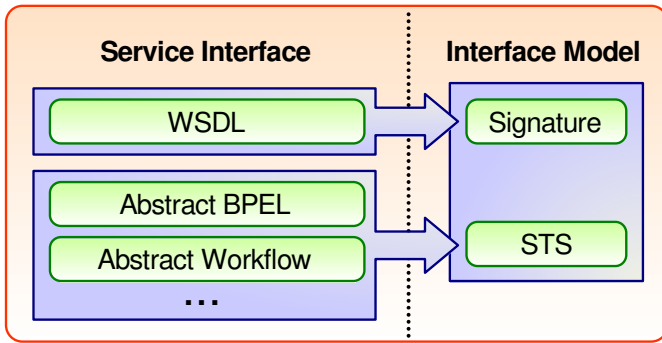 Service Interface
Interface Model
WSDL
Signature
Abstract BPEL
Abstract Workflow
...
STS